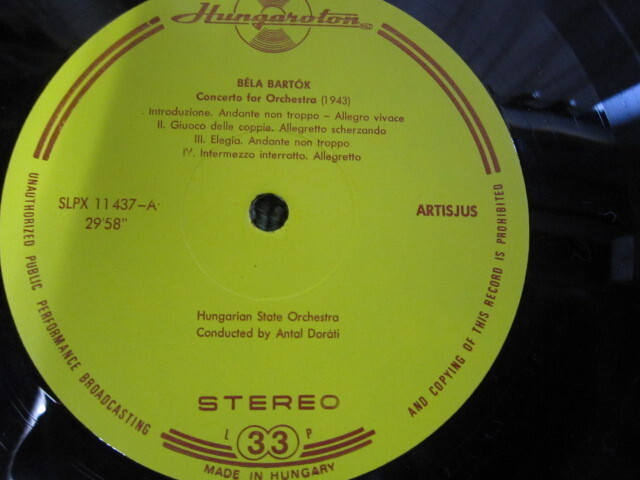 Hungaroton
BÉLA BARTÓK
Concerto for Orchestra (1943)
. Introduzione. Andante non troppo – Allegro vivace
II. Giuoco delle coppie. Allegretto scherzando
III. Elegia. Andante non troppo
IV. Intermezzo interrotto. Allegretto
SLPX 11 437–A
29'58"
ARTISJUS
Hungarian State Orchestra
Conducted by Antal Doráti
STEREO
L 33 P
MADE IN HUNGARY
UNAUTHORIZED PUBLIC PERFORMANCE BROADCASTING
AND COPYING OF THIS RECORD IS PROHIBITED